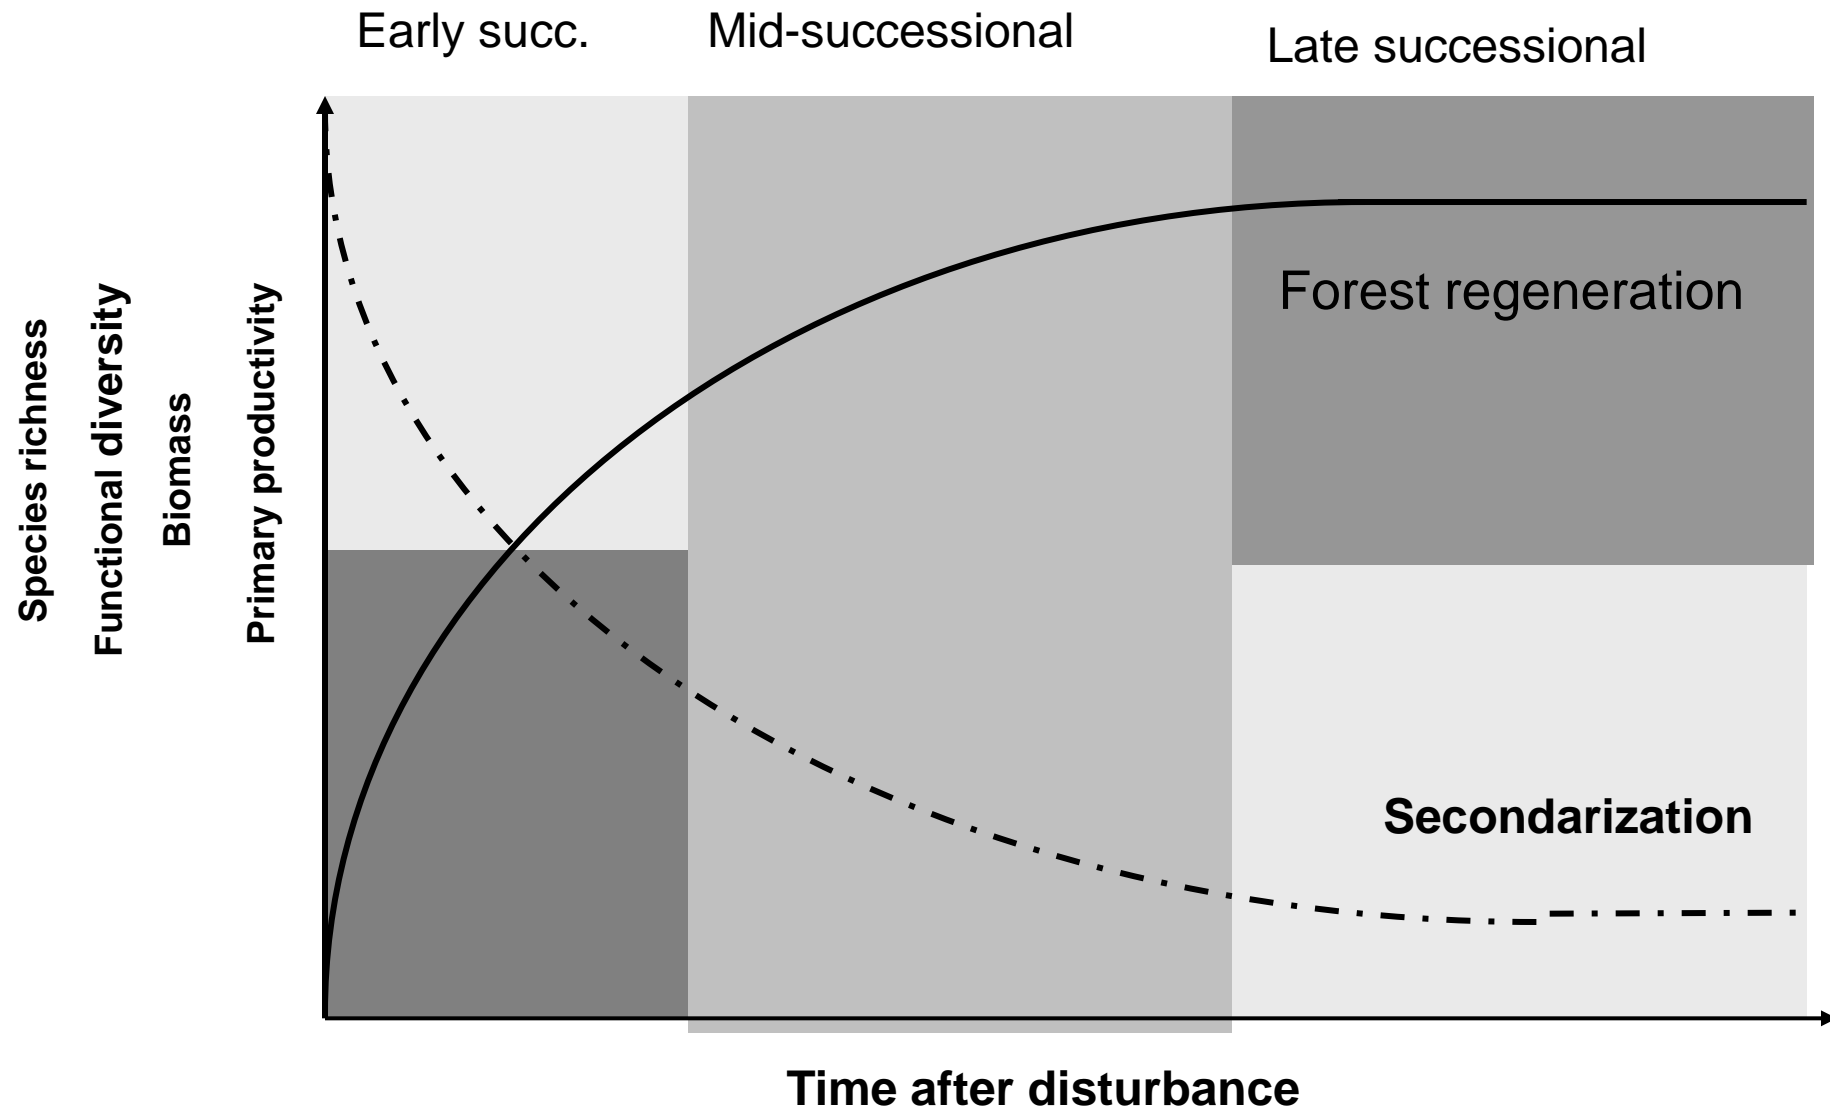 Early succ.
Mid-successional
Late successional
Species richness
Functional diversity
Biomass
Primary productivity
Forest regeneration
Secondarization
Time after disturbance